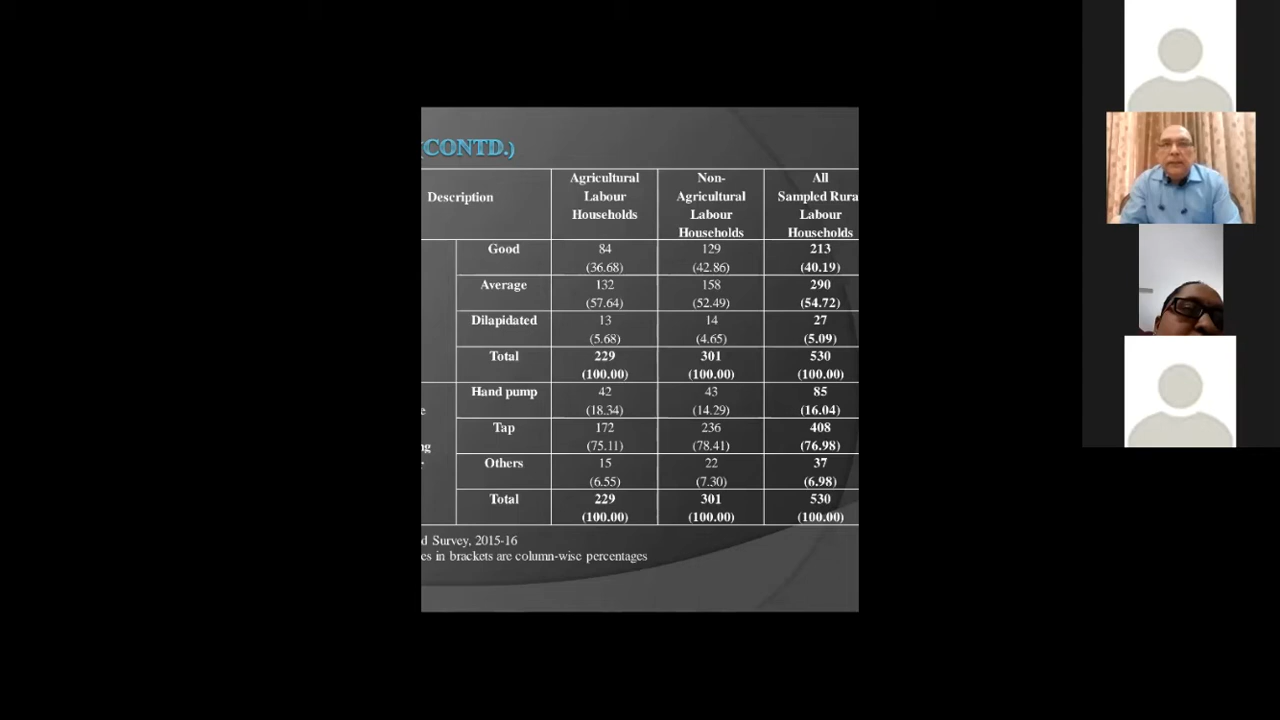 (CONTD.)
Description
Agricultural
Labour
Households
Non-
Agricultural
Labour
Households
All
Sampled Rura
Labour
Households
Good 84 129 213
(36.68) (42.86) (40.19)
Average 132 158 290
(57.64) (52.49) (54.72)
Dilapidated 13 14 27
(5.68) (4.65) (5.09)
Total 229 301 530
(100.00) (100.00) (100.00)
Hand pump 42 43 85
e (18.34) (14.29) (16.04)
Tap 172 236 408
ng (75.11) (78.41) (76.98)
r Others 15 22 37
(6.55) (7.30) (6.98)
Total 229 301 530
(100.00) (100.00) (100.00)
d Survey, 2015-16
es in brackets are column-wise percentages